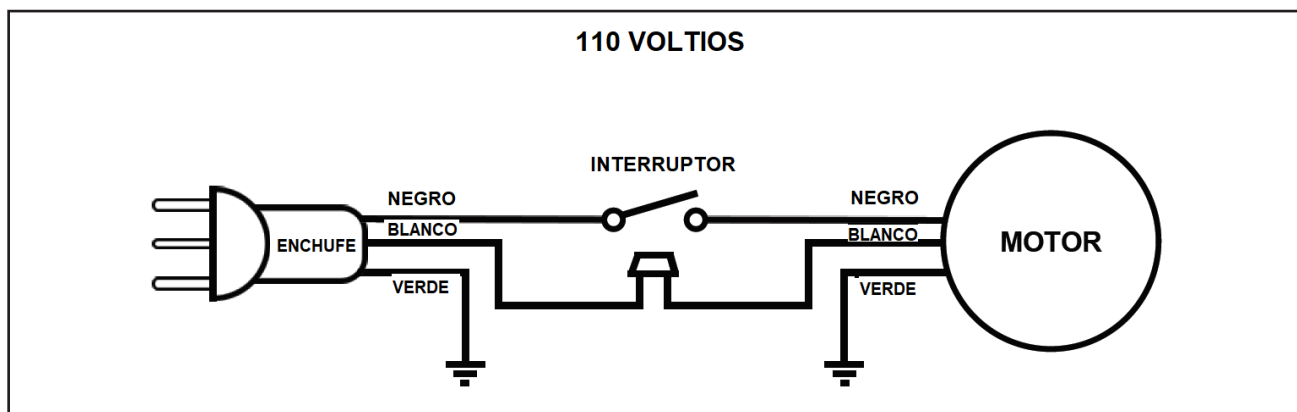 110 VOLTIOS
INTERRUPTOR
NEGRO
NEGRO
BLANCO
BLANCO
ENCHUFE
MOTOR
VERDE
VERDE